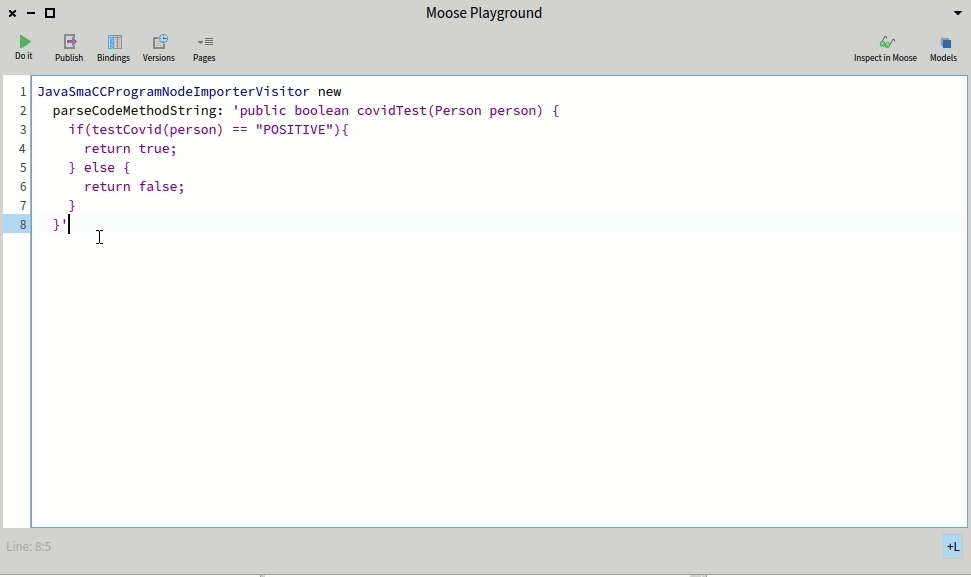 Moose Playground
Do it Publish Bindings Versions Pages Inspect in Moose Models
1 JavaSmaCCProgramNodeImporterVisitor new
2 parseCodeMethodString: 'public boolean covidTest(Person person) {
3 if(testCovid(person) == "POSITIVE"){
4 return true;
5 } else {
6 return false;
7 }
8 }'
Line: 8:5 +L